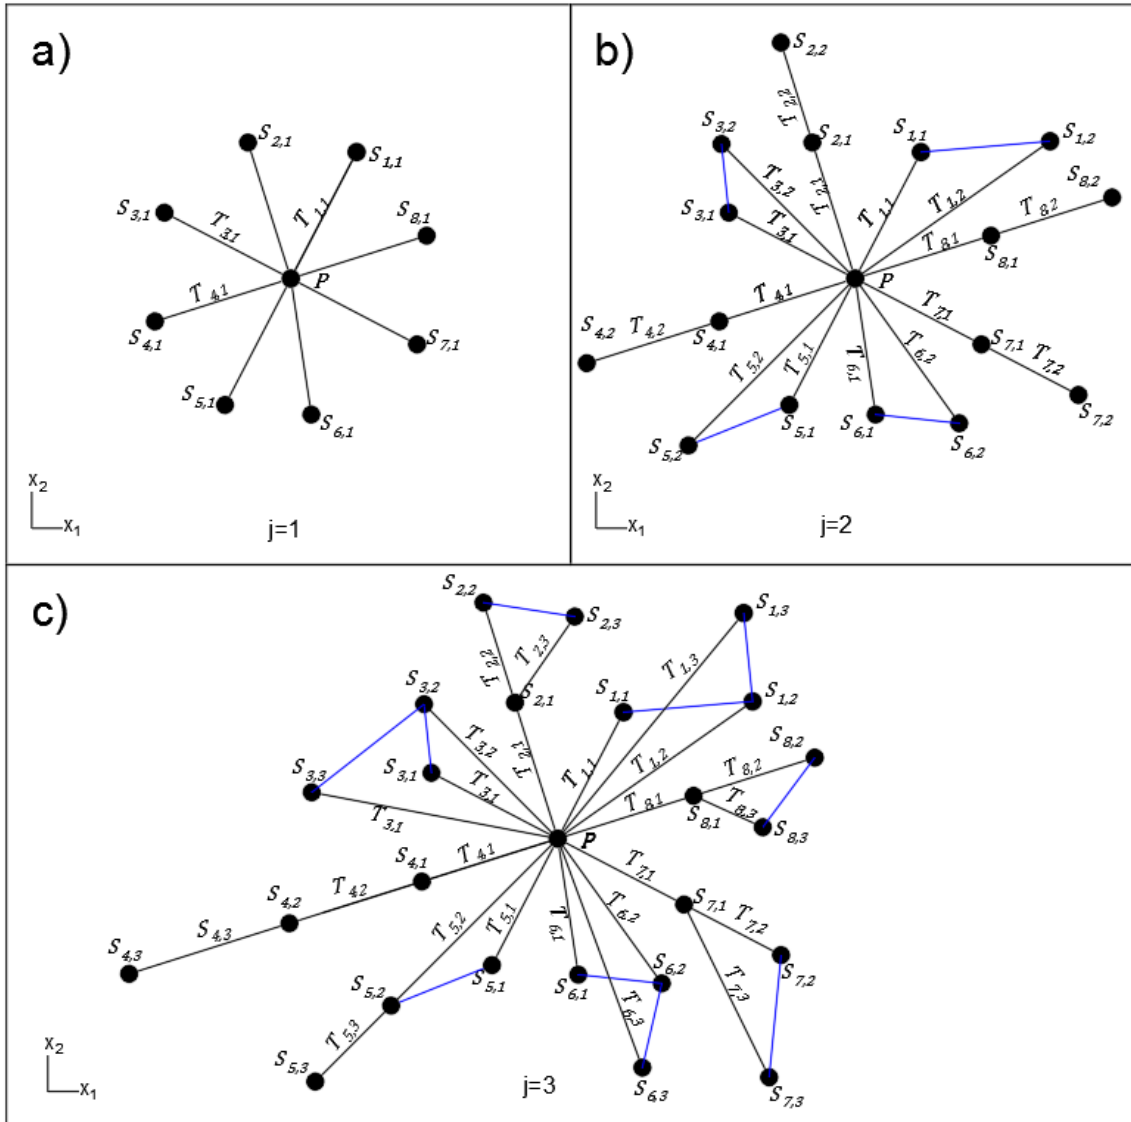 a)
S2,1
S1,1
S3,1
T3,1
T1,1
S8,1
P
T4,1
S4,1
S7,1
S5,1
S6,1
x2
x1
j=1
b)
S2,2
T2,2
S3,2
S2,1
S1,1
S1,2
T3,2
T2,1
S8,2
S3,1
T3,1
T1,1
T1,2
T8,2
T8,1
S8,1
P
T4,1
T7,1
S4,2
T4,2
S4,1
T5,2
T5,1
T6,1
T6,2
S7,1
T7,2
S5,1
S6,1
S7,2
S5,2
S6,2
x2
x1
j=2
c)
S2,2
S2,3
S1,3
T2,2
T2,3
T1,3
S3,2
S2,1
S1,1
S1,2
T3,2
T2,1
S8,2
S3,3
S3,1
T3,1
T1,1
T1,2
T8,2
T3,1
T8,1
S8,1
T8,3
S8,3
P
S4,1
T4,1
T7,1
T4,2
S4,2
S7,1
S4,3
T5,2
T5,1
T6,1
T6,2
T7,2
S4,3
S5,1
S6,1
S6,2
S7,2
S5,2
T7,3
T6,3
T5,3
S5,3
S6,3
S7,3
x2
x1
j=3